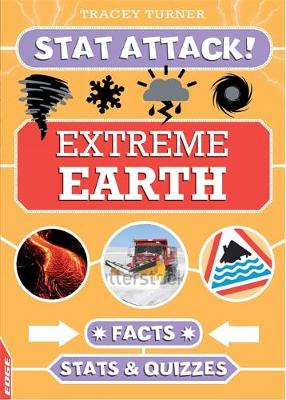 TRACEY TURNER
STAT ATTACK!
EXTREME
EARTH
FACTS
STATS & QUIZZES
EDGE